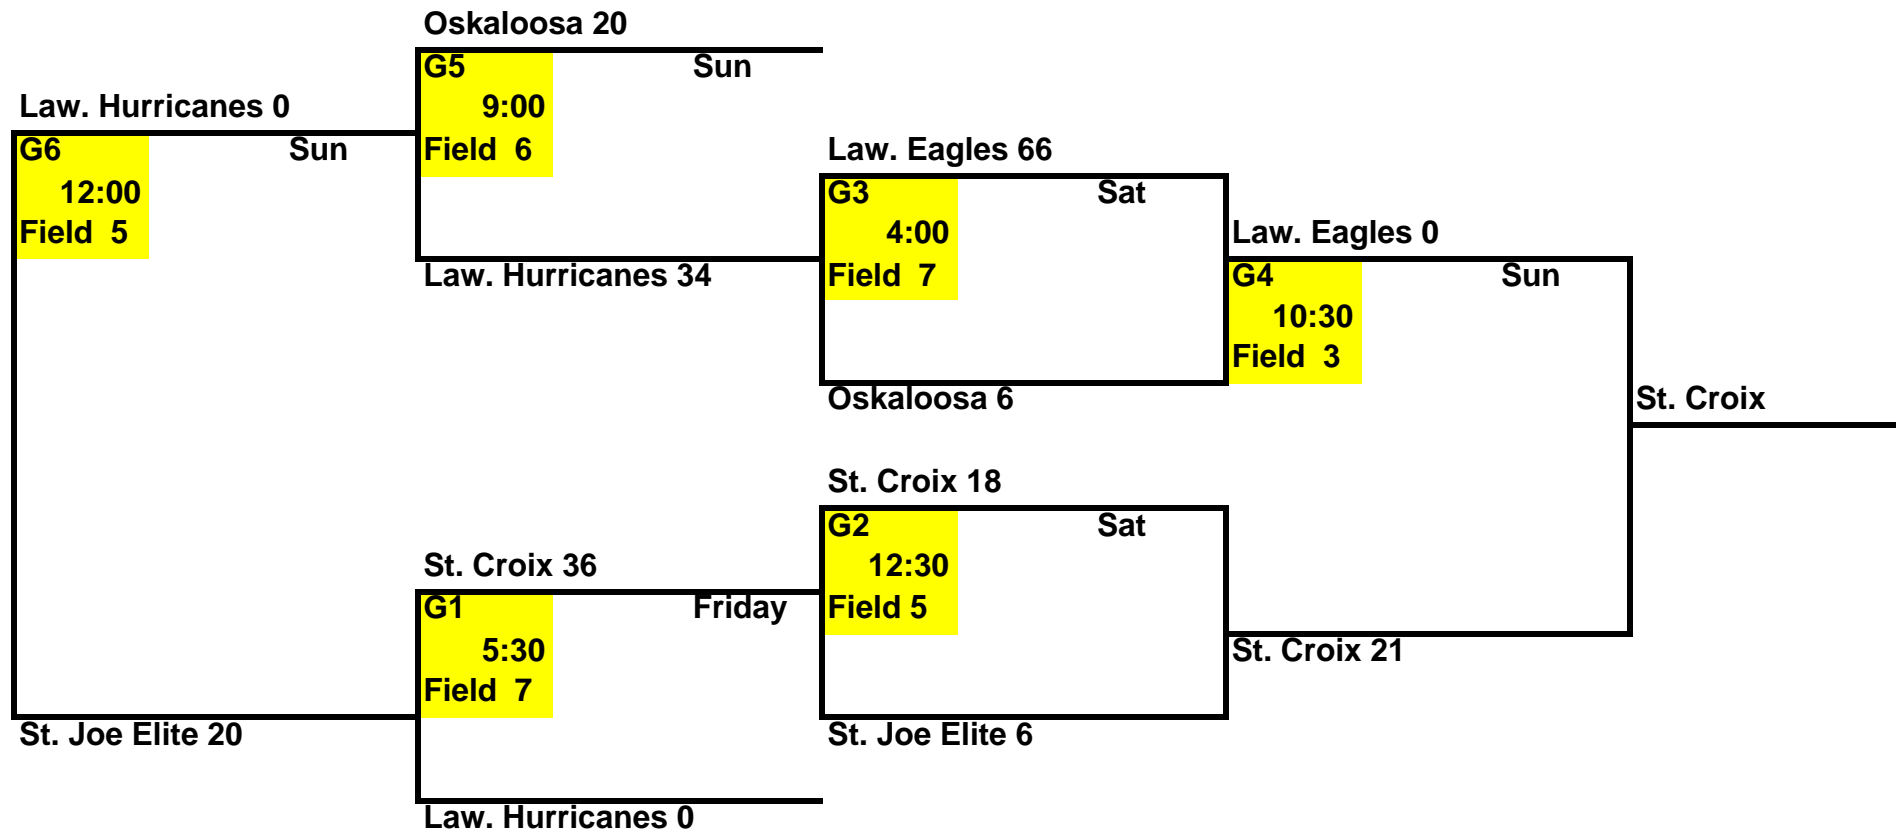 Oskaloosa 20
G5 Sun
Law. Hurricanes 0
9:00
G6 Sun
Field 6
Law. Eagles 66
12:00
G3 Sat
Field 5
4:00
Law. Eagles 0
Law. Hurricanes 34
Field 7
G4 Sun
10:30
Field 3
Oskaloosa 6
St. Croix
St. Croix 18
G2 Sat
St. Croix 36
12:30
G1 Friday
Field 5
5:30
St. Croix 21
Field 7
St. Joe Elite 20
St. Joe Elite 6
Law. Hurricanes 0